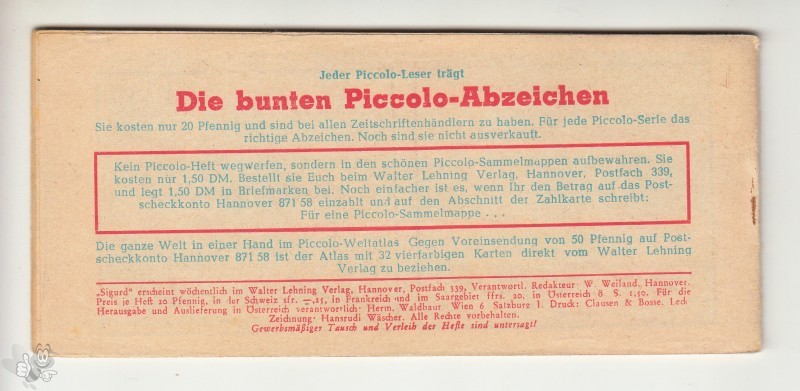 Jeder Piccolo-Leser trägt
Die bunten Piccolo-Abzeichen
Sie kosten nur 20 Pfennig und sind bei allen Zeitschriftenhändlern zu haben. Für jede Piccolo-Serie das
richtige Abzeichen. Noch sind sie nicht ausverkauft.
Kein Piccolo-Heft wegwerfen, sondern in den schönen Piccolo-Sammelmappen aufbewahren. Sie
kosten nur 1,50 DM. Bestellt sie Euch beim Walter Lehning Verlag, Hannover, Postfach 339,
und legt 1,50 DM in Briefmarken bei. Noch einfacher ist es, wenn Ihr den Betrag auf das Post-
scheckkonto Hannover 871 58 einzahlt und auf den Abschnitt der Zahlkarte schreibt:
Für eine Piccolo-Sammelmappe . . .
Die ganze Welt in einer Hand im Piccolo-Weltatlas Gegen Voreinsendung von 50 Pfennig auf Post-
scheckkonto Hannover 871 58 ist der Atlas mit 32 vierfarbigen Karten direkt vom Walter Lehning
Verlag zu beziehen.
„Sigurd" erscheint wöchentlich im Walter Lehning Verlag, Hannover, Postfach 339, Verantwortl. Redakteur W. Weiland, Hannover.
Preis je Heft 20 Pfennig, in der Schweiz sfr. –,25, in Frankreich und im Saargebiet ffrs. 20, in Österreich ö S. 1,50. Für die
Herausgabe und Auslieferung in Österreich verantwortlich: Herm. Waldbaur Wien 6 Salzburg 1. Druck: Clausen & Bosse, Leck
Zeichnung: Hansrudi Wäscher. Alle Rechte vorbehalten.
Gewerbsmäßiger Tausch und Verleih der Hefte sind untersagt!